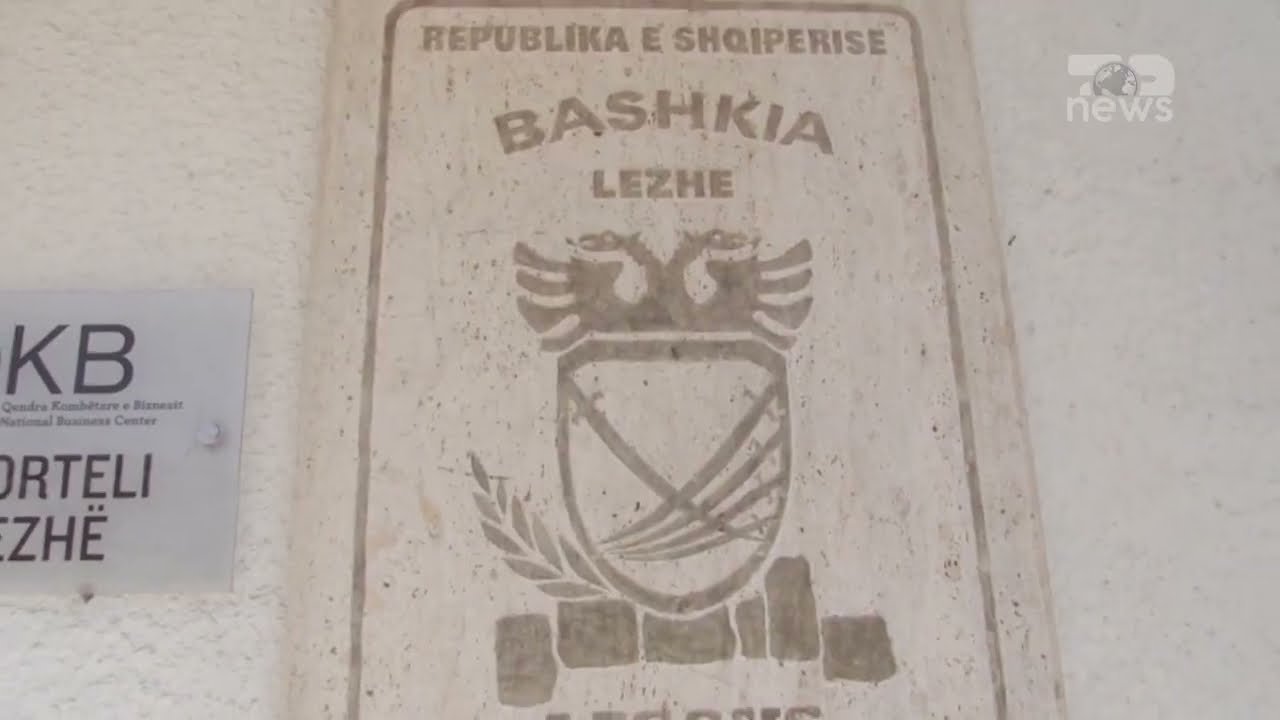 REPUBLIKA E SHQIPERISE
BASHKIA
LEZHE
KB
Qendra Kombëtare e Biznesit
National Business Center
ORTELI
EZHË
news